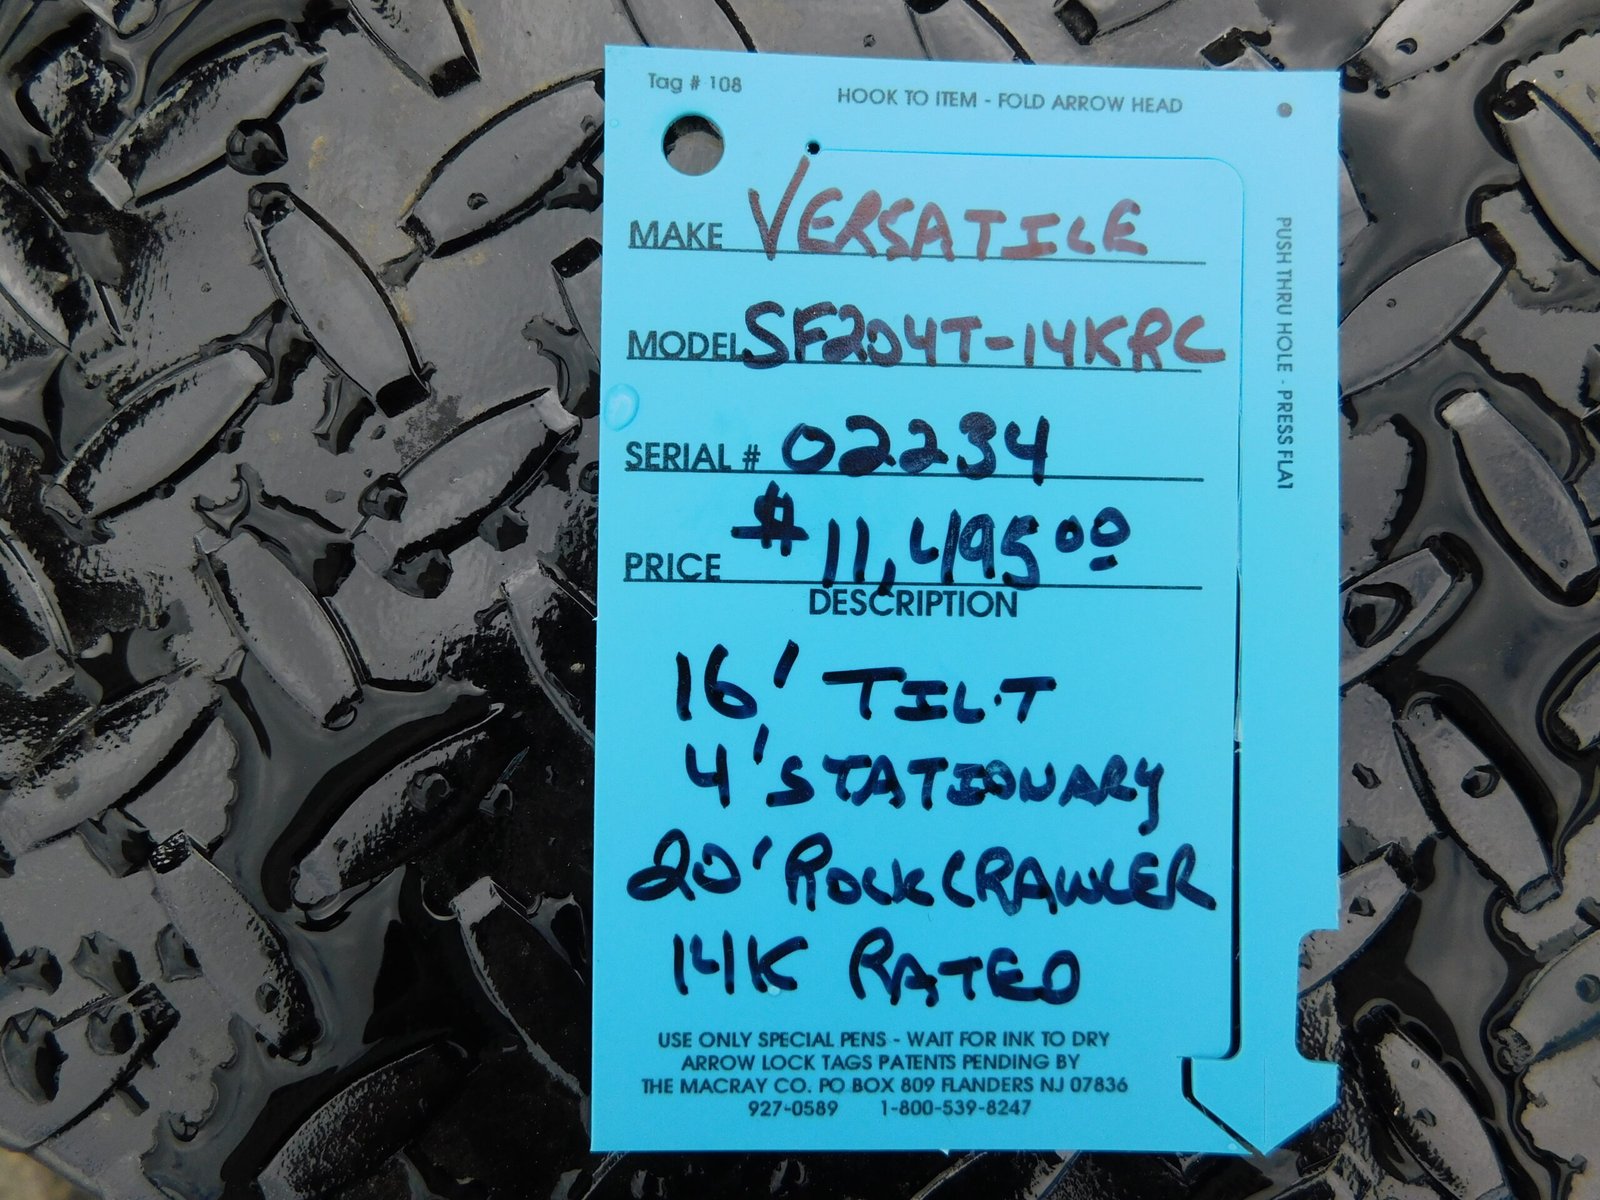 Tag # 108
HOOK TO ITEM - FOLD ARROW HEAD
MAKE VERSATILE
MODEL SF204T-14KRC
SERIAL # 02234
PRICE $11,495.00
DESCRIPTION
16' TILT
4' STATIONARY
20' ROCKCRAWLER
14K RATED
USE ONLY SPECIAL PENS - WAIT FOR INK TO DRY
ARROW LOCK TAGS PATENTS PENDING BY
THE MACRAY CO. PO BOX 809 FLANDERS NJ 07836
927-0589 1-800-539-8247
PUSH THRU HOLE - PRESS FLAT